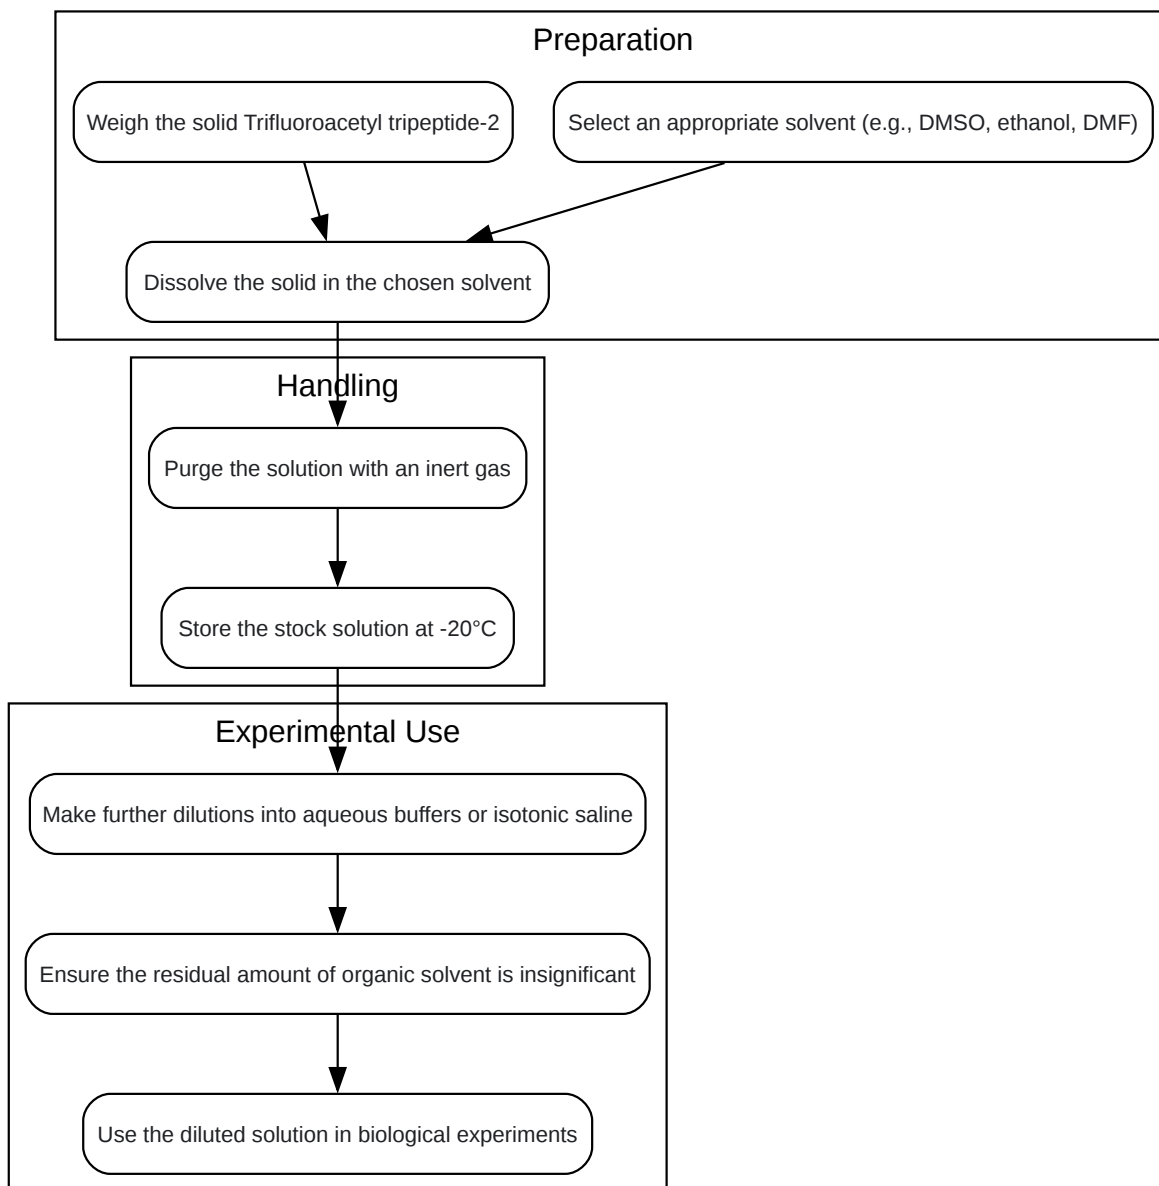 Preparation
Weigh the solid Trifluoroacetyl tripeptide-2
Select an appropriate solvent (e.g., DMSO, ethanol, DMF)
Dissolve the solid in the chosen solvent
Handling
Purge the solution with an inert gas
Store the stock solution at -20°C
Experimental Use
Make further dilutions into aqueous buffers or isotonic saline
Ensure the residual amount of organic solvent is insignificant
Use the diluted solution in biological experiments